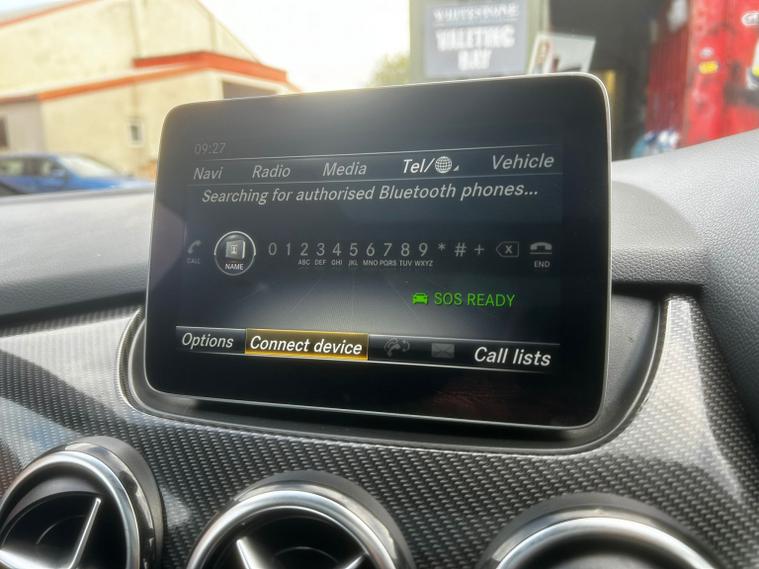 WHITESTONE
VALETING
BAY
09:27
Navi Radio Media Tel/ Vehicle
Searching for authorised Bluetooth phones...
CALL NAME 0 1 2 3 4 5 6 7 8 9 * # + END
ABC DEF GHI JKL MNO PQRS TUV WXYZ
SOS READY
Options Connect device Call lists